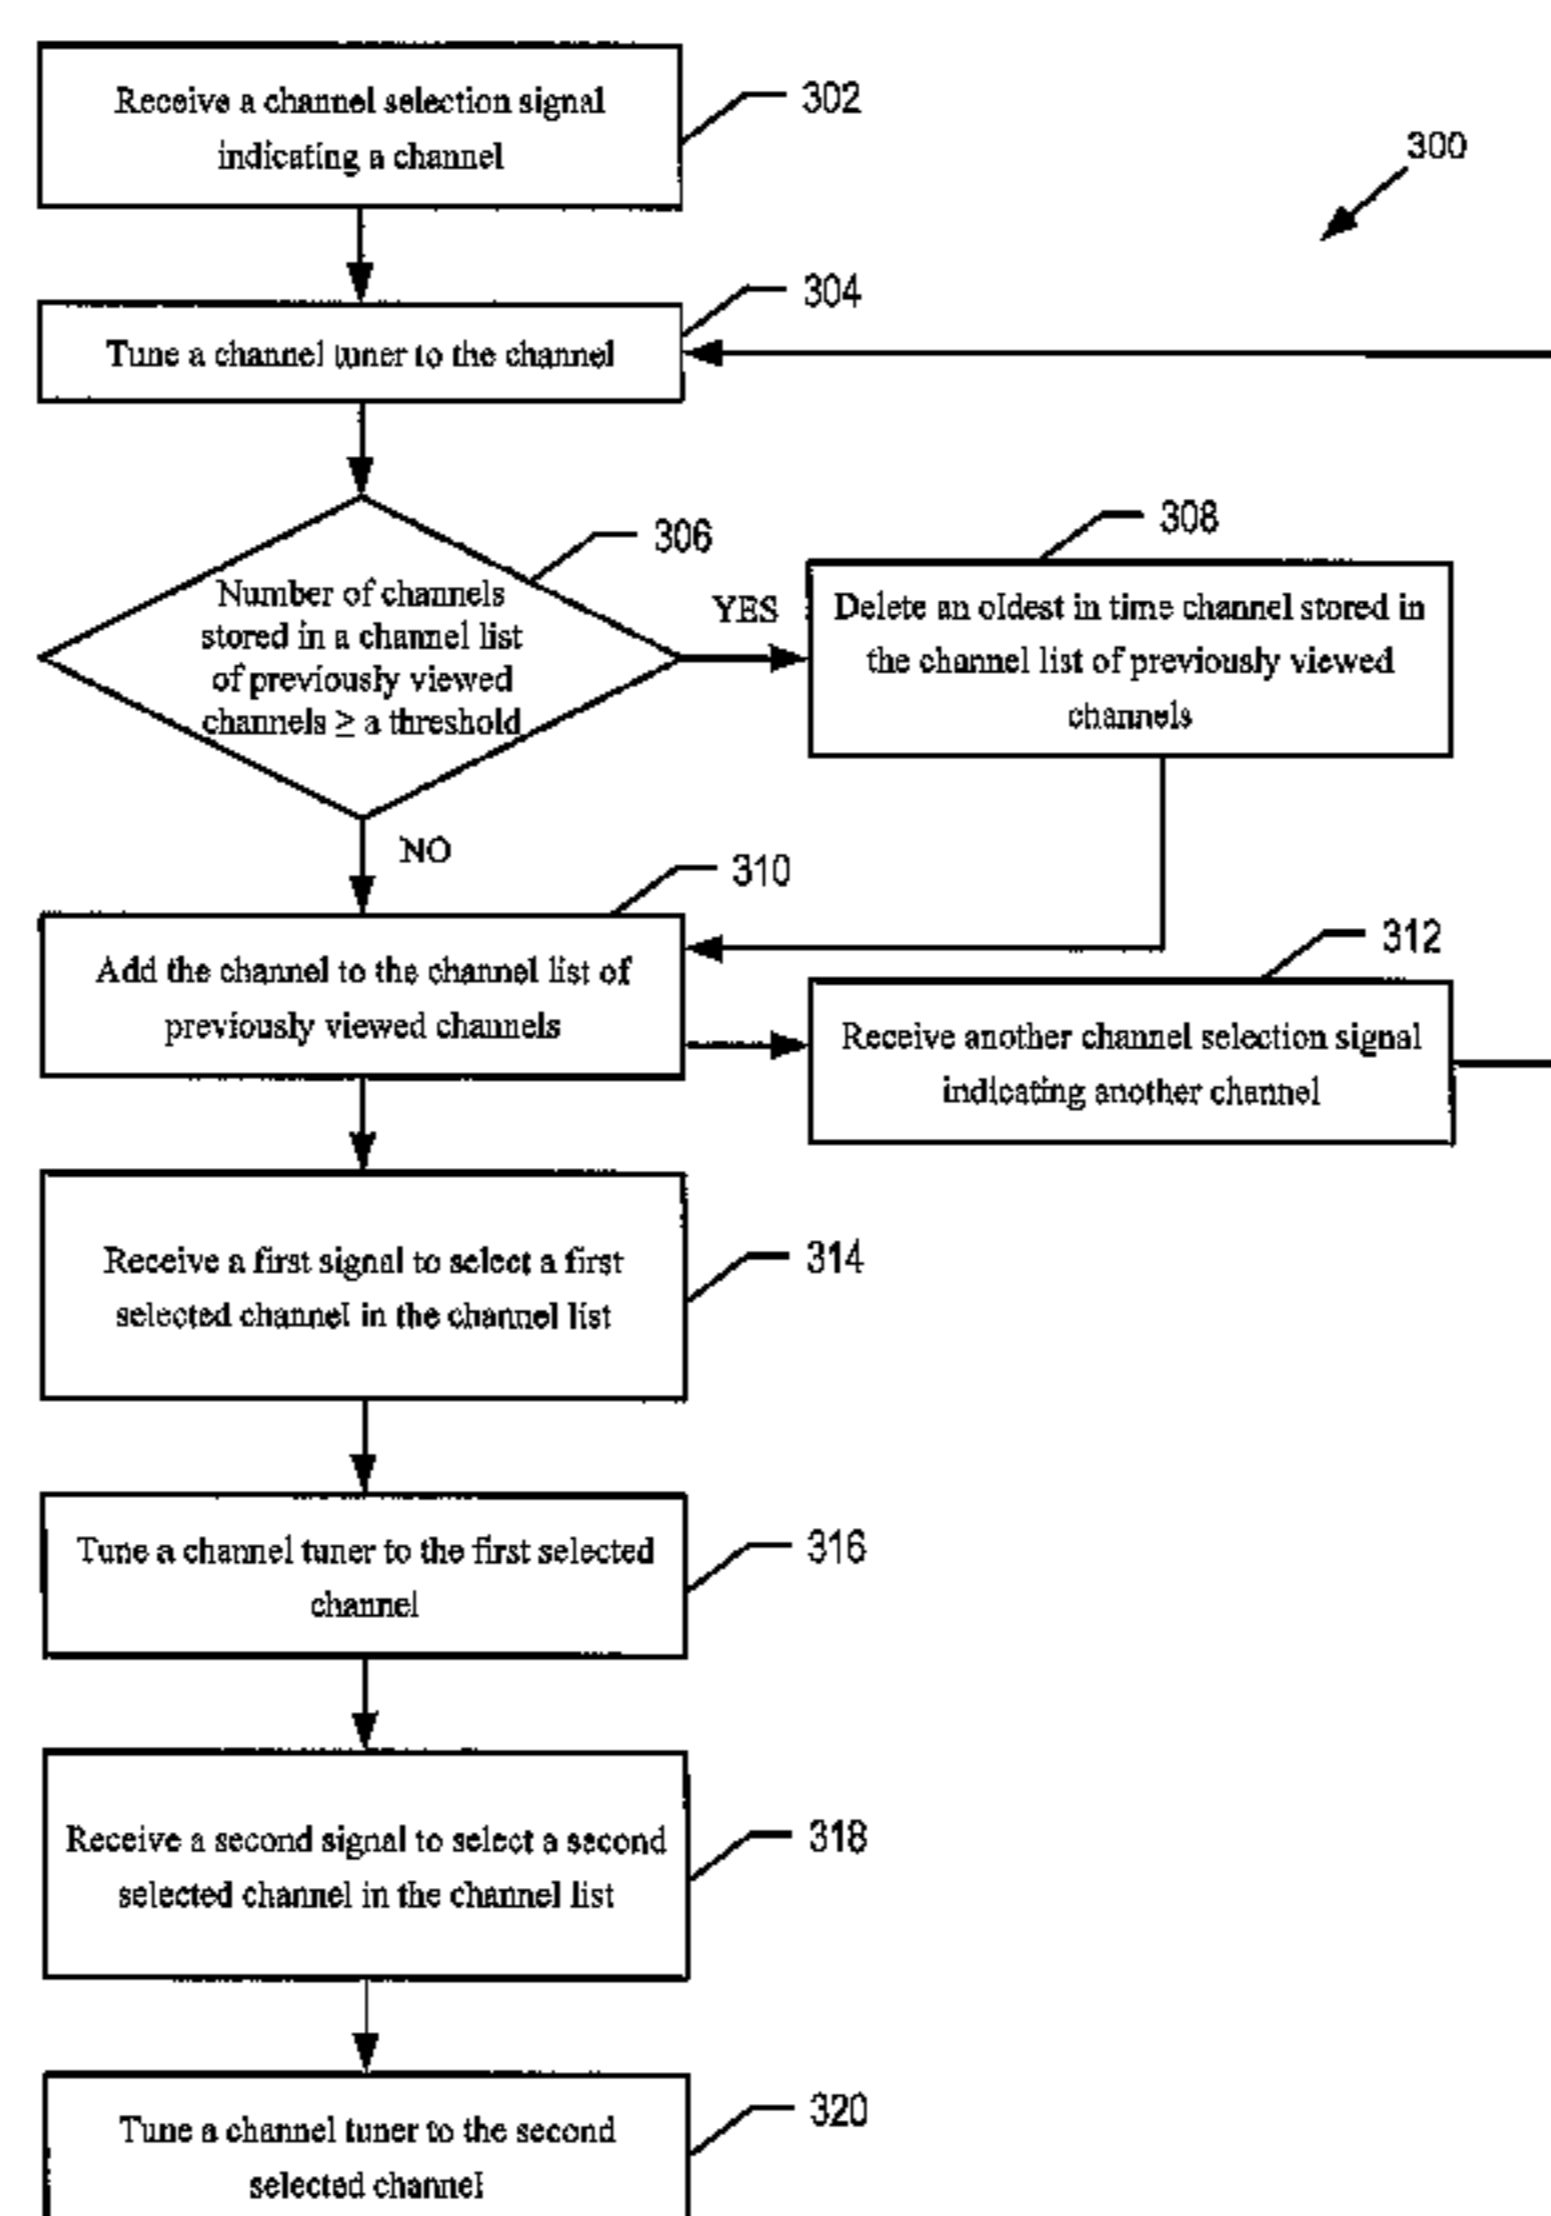 Receive a channel selection signal
indicating a channel
302
300
304
Tune a channel tuner to the channel
306
Number of channels
stored in a channel list
of previously viewed
channels ≥ a threshold
YES
308
Delete an oldest in time channel stored in
the channel list of previously viewed
channels
NO
310
Add the channel to the channel list of
previously viewed channels
312
Receive another channel selection signal
indicating another channel
314
Receive a first signal to select a first
selected channel in the channel list
316
Tune a channel tuner to the first selected
channel
318
Receive a second signal to select a second
selected channel in the channel list
320
Tune a channel tuner to the second
selected channel